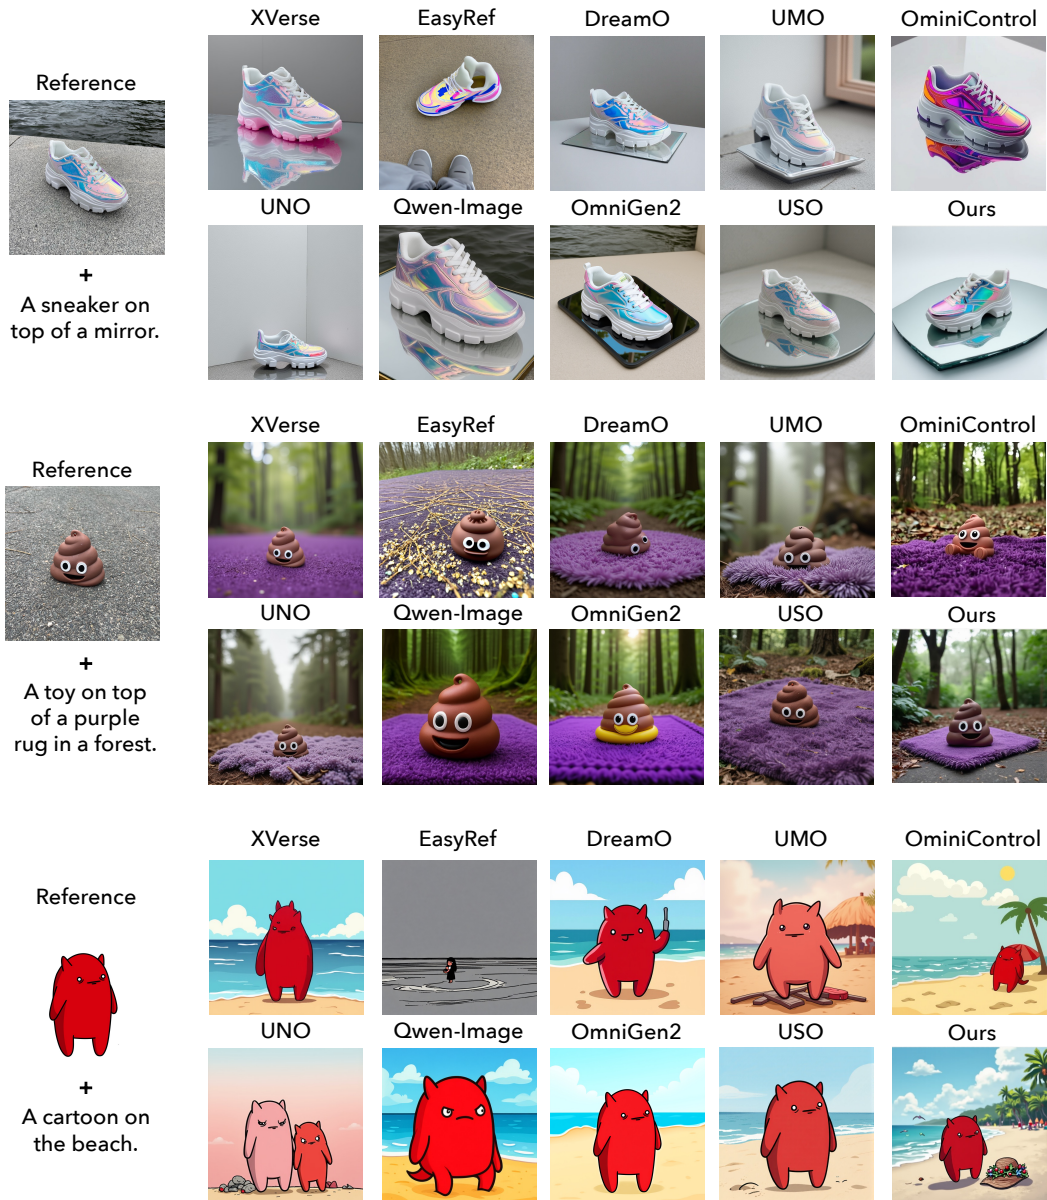 XVerse EasyRef DreamO UMO OminiControl
Reference
UNO Qwen-Image OmniGen2 USO Ours
+
A sneaker on
top of a mirror.
XVerse EasyRef DreamO UMO OminiControl
Reference
UNO Qwen-Image OmniGen2 USO Ours
+
A toy on top
of a purple
rug in a forest.
XVerse EasyRef DreamO UMO OminiControl
Reference
UNO Qwen-Image OmniGen2 USO Ours
+
A cartoon on
the beach.